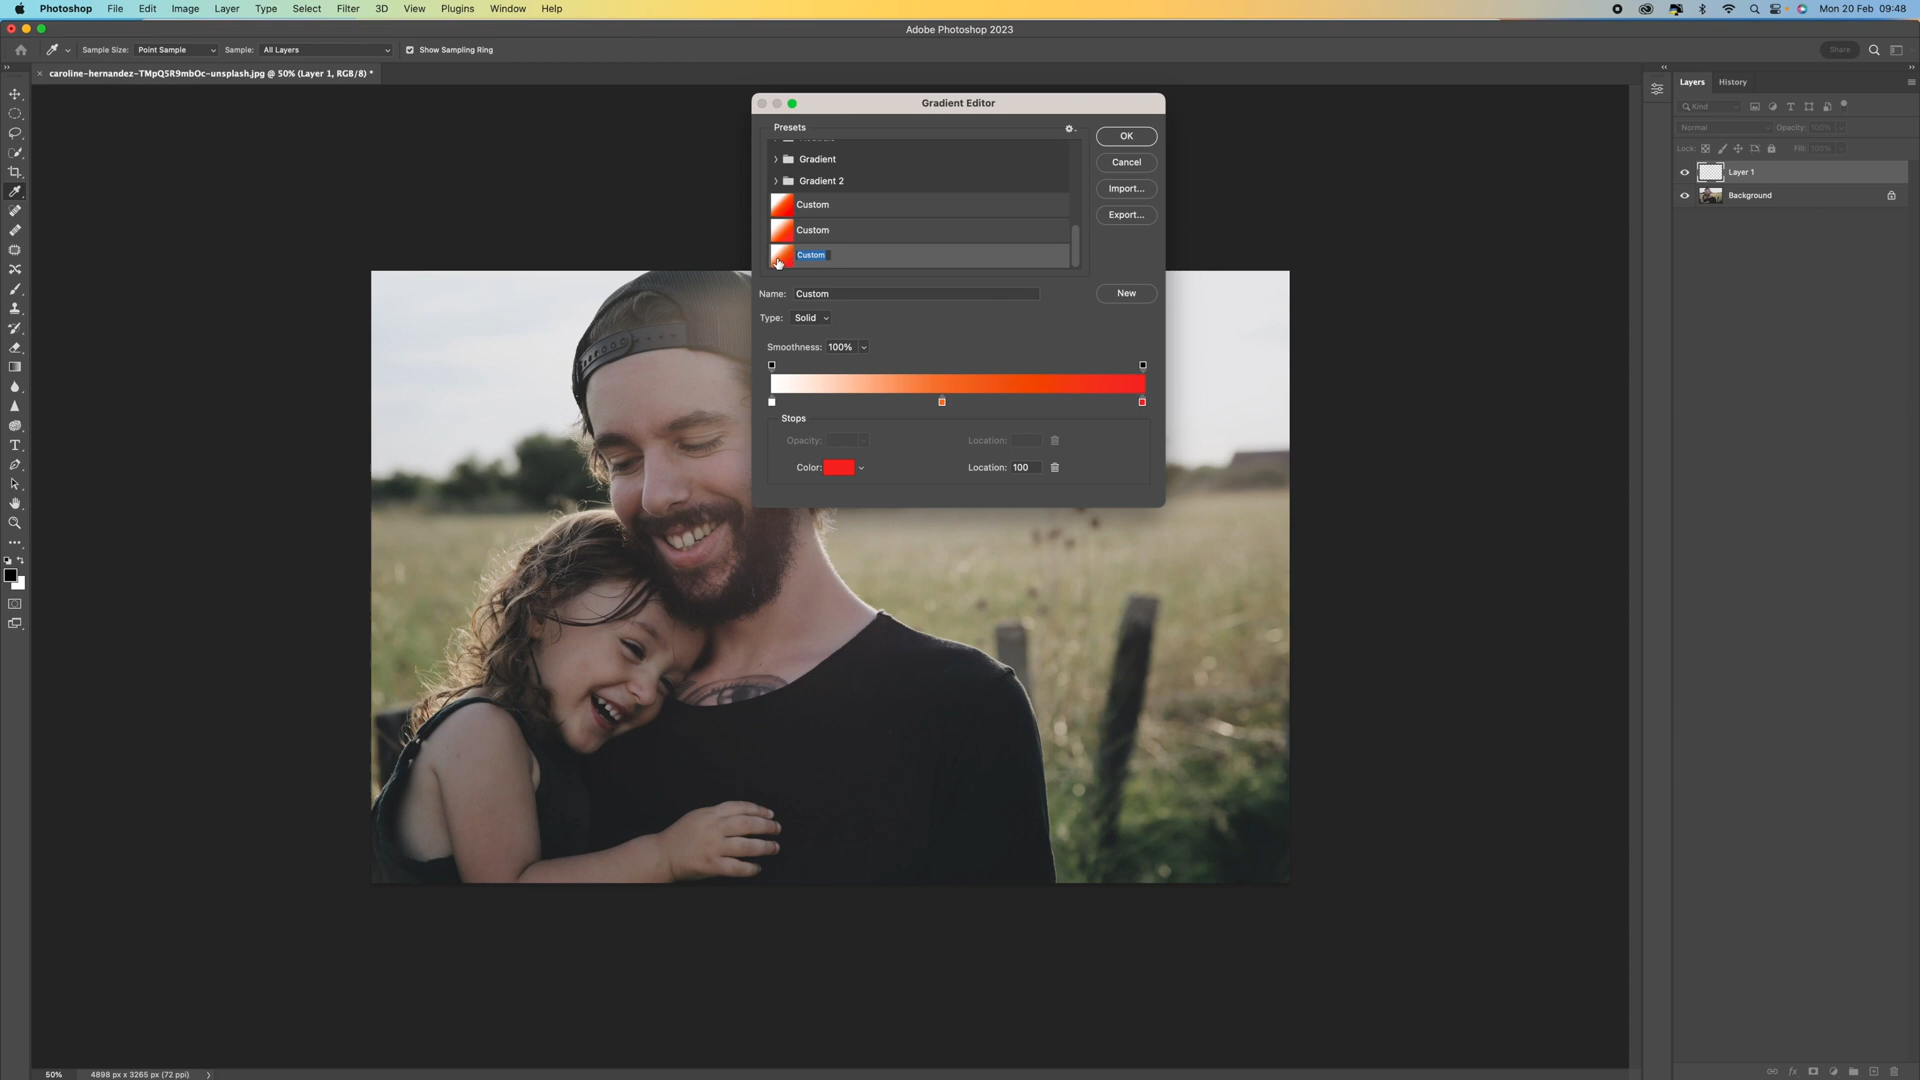 Photoshop File Edit Image Layer Type Select Filter 3D View Plugins Window Help Mon 20 Feb 09:48
Adobe Photoshop 2023
Sample Size: Point Sample Sample: All Layers Show Sampling Ring Share
caroline-hernandez-TMpQ5R9mbOc-unsplash.jpg @ 50% (Layer 1, RGB/8) *
Layers History
Kind
Normal Opacity: 100%
Lock: Fill: 100%
Layer 1
Background
Gradient Editor
Presets
Gradient
Gradient 2
Custom
Custom
Custom
OK
Cancel
Import...
Export...
Name: Custom New
Type: Solid
Smoothness: 100%
Stops
Opacity: Location:
Color: Location: 100
50% 4898 px x 3265 px (72 ppi)